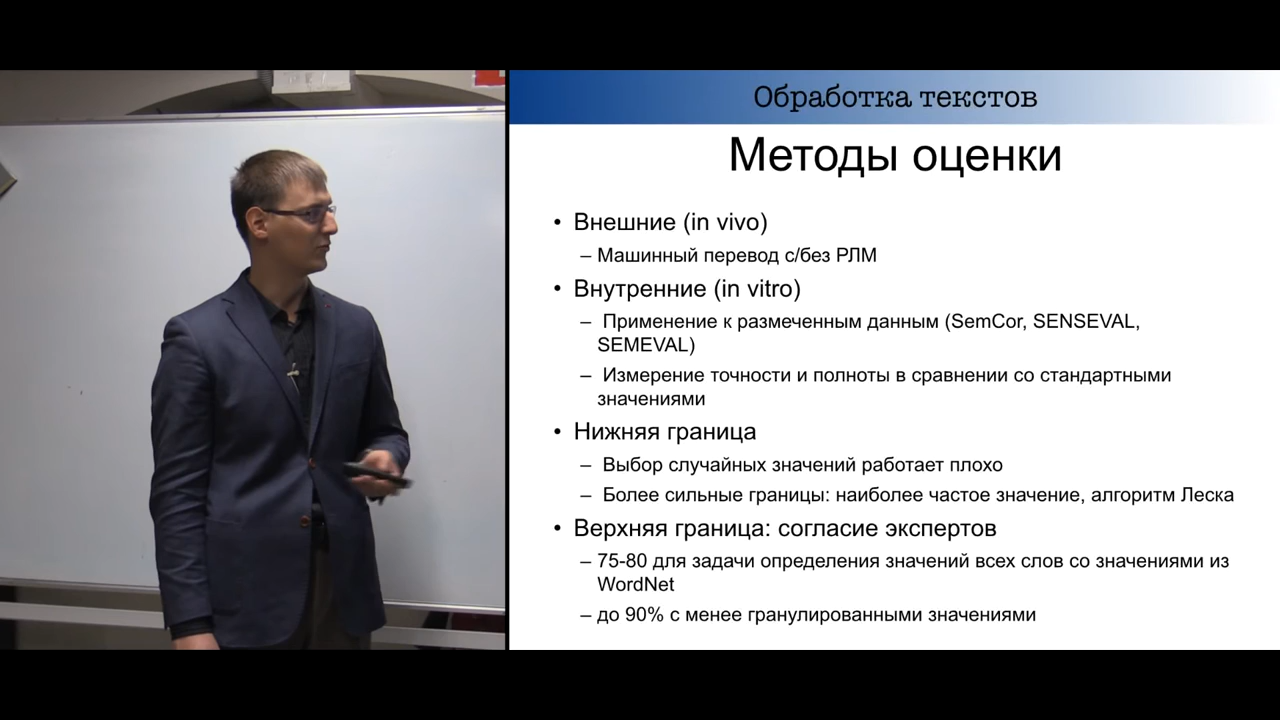 Обработка текстов
Методы оценки
• Внешние (in vivo)
– Машинный перевод с/без РЛМ
• Внутренние (in vitro)
– Применение к размеченным данным (SemCor, SENSEVAL,
SEMEVAL)
– Измерение точности и полноты в сравнении со стандартными
значениями
• Нижняя граница
– Выбор случайных значений работает плохо
– Более сильные границы: наиболее частое значение, алгоритм Леска
• Верхняя граница: согласие экспертов
– 75-80 для задачи определения значений всех слов со значениями из
WordNet
– до 90% с менее гранулированными значениями